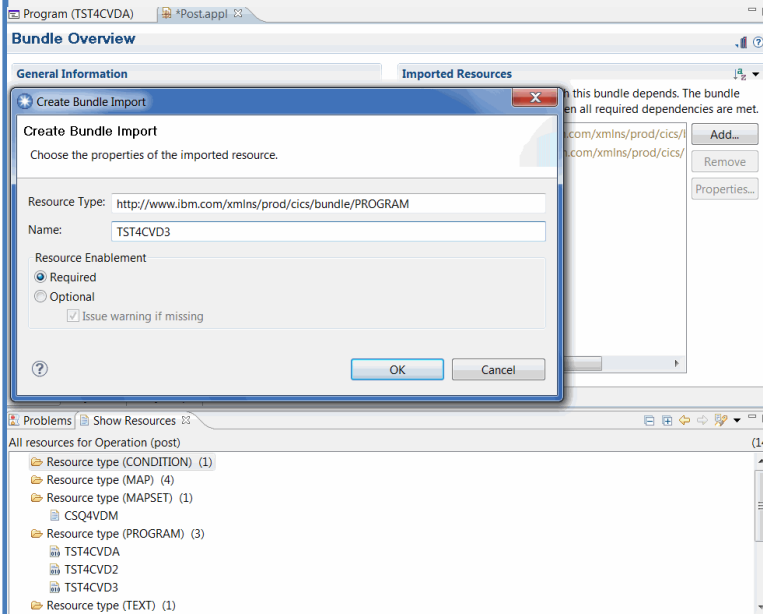 Program (TST4CVDA)
*Post.appl
Bundle Overview
General Information
Imported Resources
n this bundle depends. The bundle
en all required dependencies are met.
.com/xmlns/prod/cics/
.com/xmlns/prod/cics/
Add...
Remove
Properties...
Create Bundle Import
Create Bundle Import
Choose the properties of the imported resource.
Resource Type: http://www.ibm.com/xmlns/prod/cics/bundle/PROGRAM
Name: TST4CVD3
Resource Enablement
Required
Optional
Issue warning if missing
OK
Cancel
Problems
Show Resources
All resources for Operation (post)
Resource type (CONDITION) (1)
Resource type (MAP) (4)
Resource type (MAPSET) (1)
CSQ4VDM
Resource type (PROGRAM) (3)
TST4CVDA
TST4CVD2
TST4CVD3
Resource type (TEXT) (1)